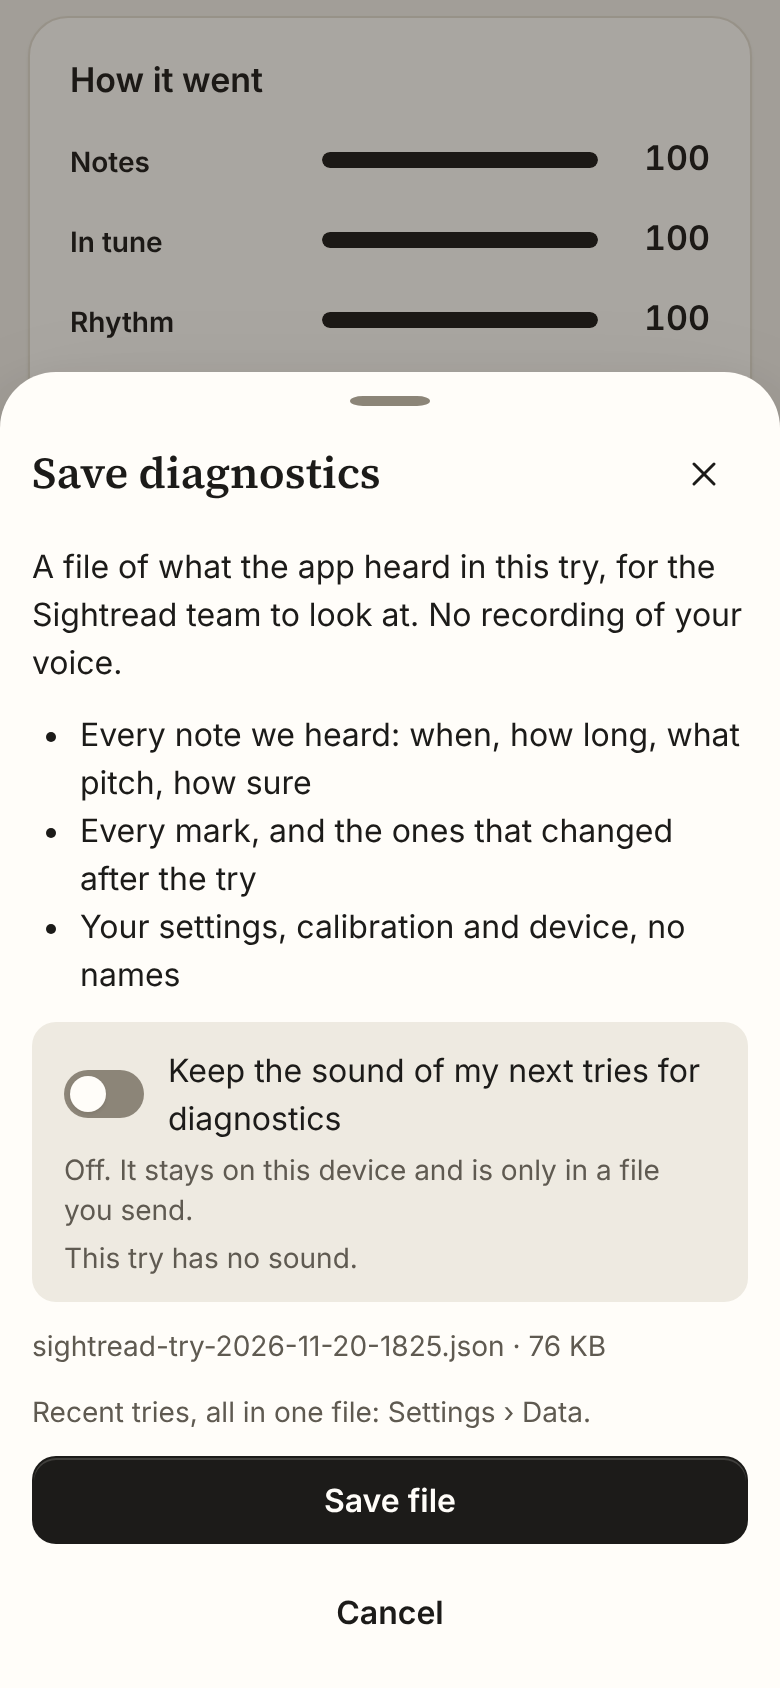 How it went
Notes 100
In tune 100
Rhythm 100
Save diagnostics
A file of what the app heard in this try, for the
Sightread team to look at. No recording of your
voice.
• Every note we heard: when, how long, what
pitch, how sure
• Every mark, and the ones that changed
after the try
• Your settings, calibration and device, no
names
Keep the sound of my next tries for
diagnostics
Off. It stays on this device and is only in a file
you send.
This try has no sound.
sightread-try-2026-11-20-1825.json · 76 KB
Recent tries, all in one file: Settings › Data.
Save file
Cancel